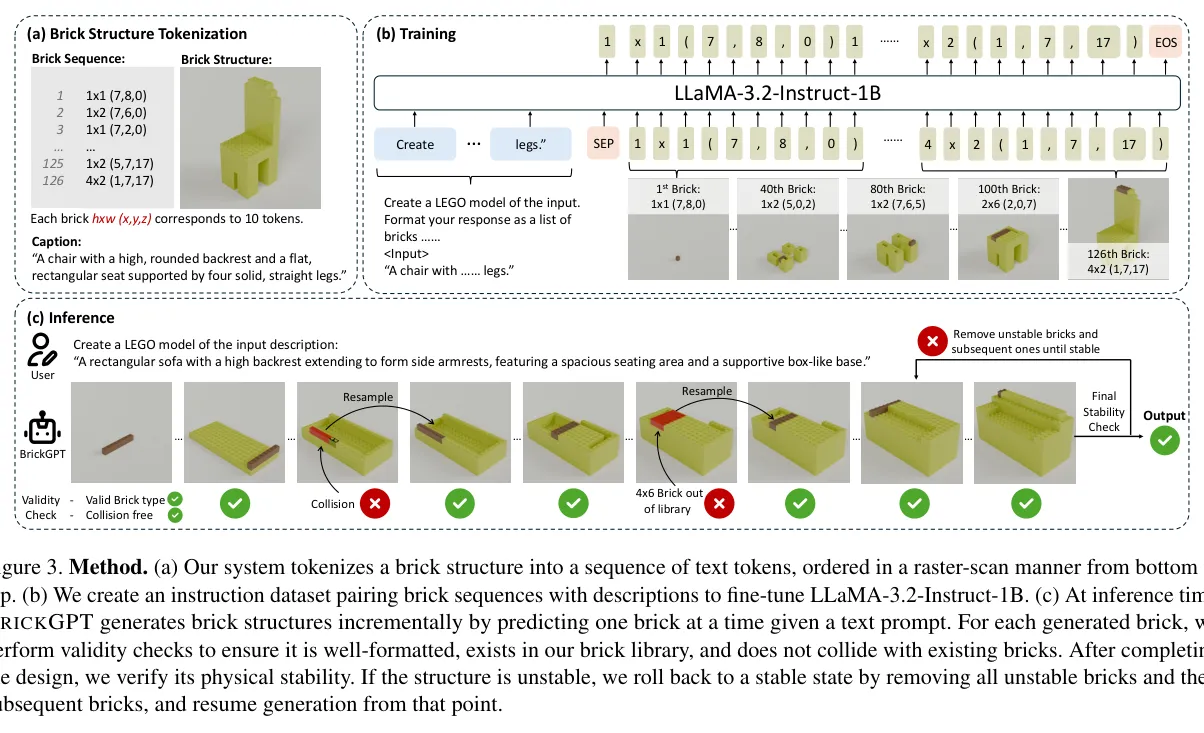 (a) Brick Structure Tokenization
Brick Sequence:
Brick Structure:
1 1x1 (7,8,0)
2 1x2 (7,6,0)
3 1x1 (7,2,0)
... ...
125 1x2 (5,7,17)
126 4x2 (1,7,17)
Each brick hxw (x,y,z) corresponds to 10 tokens.
Caption:
“A chair with a high, rounded backrest and a flat,
rectangular seat supported by four solid, straight legs.”
(b) Training
1 x 1 ( 7 , 8 , 0 ) 1 ...... x 2 ( 1 , 7 , 17 ) EOS
LLaMA-3.2-Instruct-1B
Create ... legs.” SEP 1 x 1 ( 7 , 8 , 0 ) ...... 4 x 2 ( 1 , 7 , 17 )
Create a LEGO model of the input.
Format your response as a list of
bricks ......
<Input>
“A chair with ...... legs.”
1st Brick:
1x1 (7,8,0)
...
40th Brick:
1x2 (5,0,2)
...
80th Brick:
1x2 (7,6,5)
...
100th Brick:
2x6 (2,0,7)
...
126th Brick:
4x2 (1,7,17)
(c) Inference
User
Create a LEGO model of the input description:
“A rectangular sofa with a high backrest extending to form side armrests, featuring a spacious seating area and a supportive box-like base.”
Remove unstable bricks and
subsequent ones until stable
BrickGPT
...
...
Resample
...
...
Resample
...
...
Final
Stability
Check
Output
Validity - Valid Brick type
Check - Collision free
Collision
4x6 Brick out
of library
igure 3. Method. (a) Our system tokenizes a brick structure into a sequence of text tokens, ordered in a raster-scan manner from bottom
p. (b) We create an instruction dataset pairing brick sequences with descriptions to fine-tune LLaMA-3.2-Instruct-1B. (c) At inference tim
RICKGPT generates brick structures incrementally by predicting one brick at a time given a text prompt. For each generated brick, w
erform validity checks to ensure it is well-formatted, exists in our brick library, and does not collide with existing bricks. After completin
e design, we verify its physical stability. If the structure is unstable, we roll back to a stable state by removing all unstable bricks and the
ubsequent bricks, and resume generation from that point.